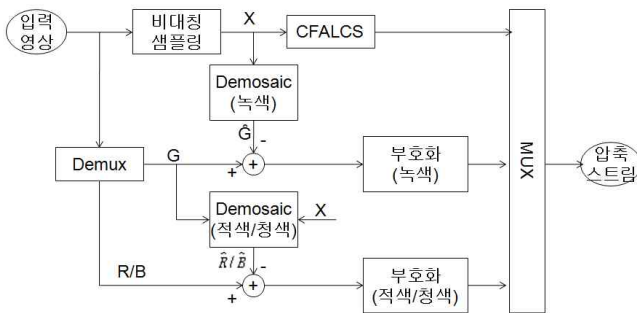 입력
영상
비대칭
샘플링
X
CFALCS
Demosaic
(녹색)
Ĝ
-
Demux
G
+
+
부호화
(녹색)
MUX
압축
스트림
Demosaic
(적색/청색)
X
R̂/B̂
-
R/B
+
+
부호화
(적색/청색)